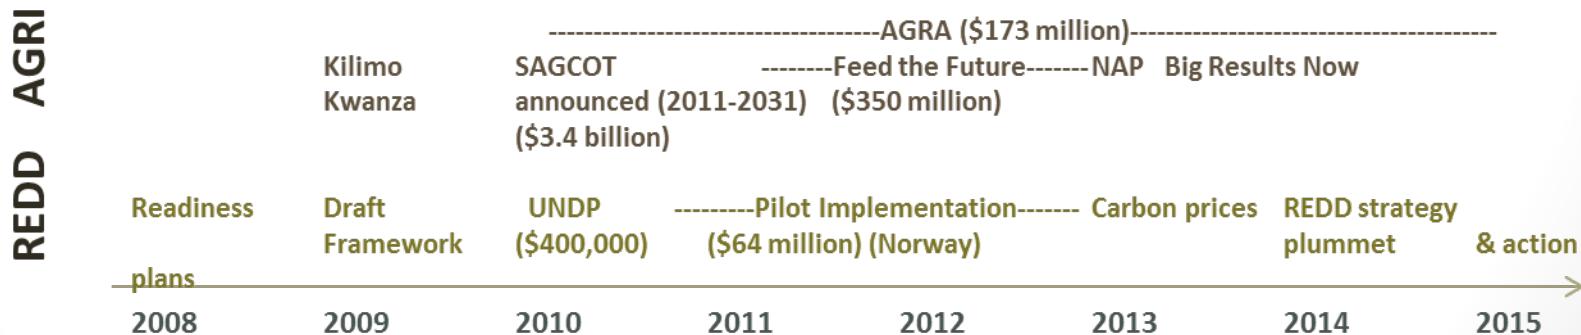 REDD AGRI
-----------------------------------AGRA ($173 million)---------------------------------------
Kilimo SAGCOT --------Feed the Future-------NAP Big Results Now
Kwanza announced (2011-2031) ($350 million)
($3.4 billion)
Readiness Draft UNDP ---------Pilot Implementation------- Carbon prices REDD strategy
Framework ($400,000) ($64 million) (Norway) plummet & action
plans
2008 2009 2010 2011 2012 2013 2014 2015